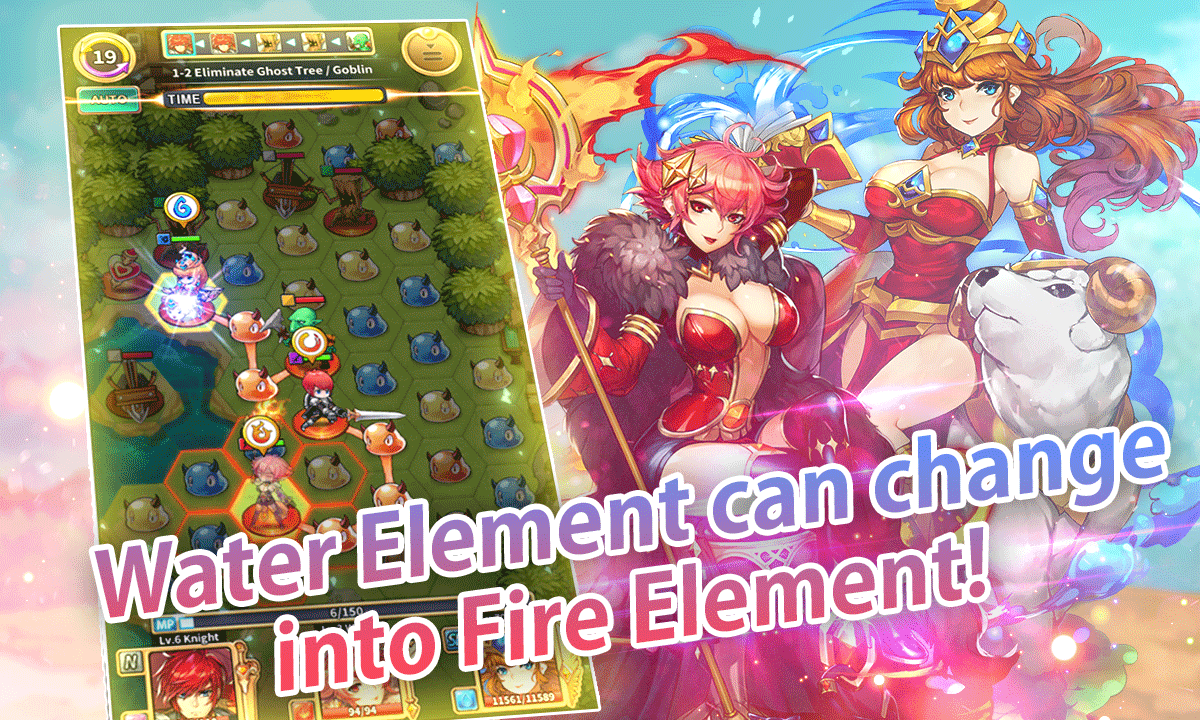 19
1-2 Eliminate Ghost Tree / Goblin
AUTO
TIME
6
Water Element can change
into Fire Element!
6/150
MP
Lv.6 Knight
N
94/94
11561/11589